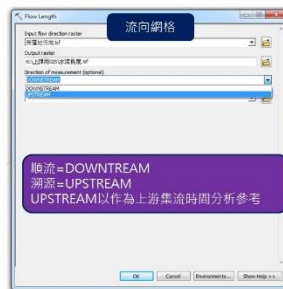 Flow Length
流向網格
Input flow direction raster
Output raster
Direction of measurement (optional)
DOWNSTREAM
DOWNSTREAM
UPSTREAM
順流=DOWNTREAM
溯源=UPSTREAM
UPSTREAM以作為上游集流時間分析參考
OK
Cancel
Environments...
Show Help >>